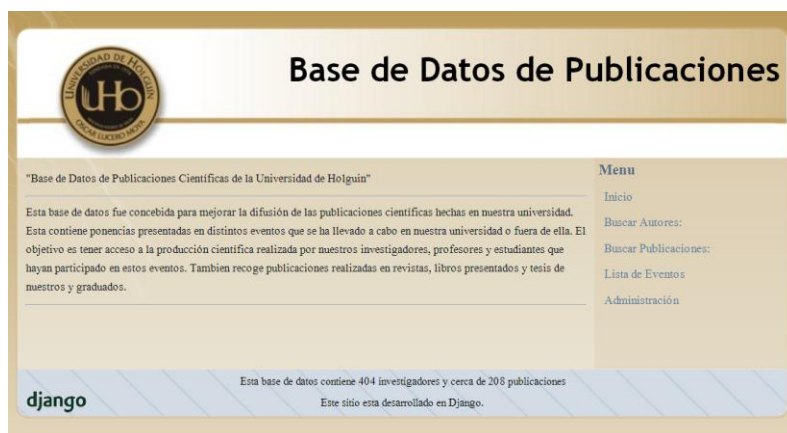 UNIVERSIDAD DE HOLGUIN
uHo
OSCAR LUCERO MOYA
Base de Datos de Publicaciones
"Base de Datos de Publicaciones Científicas de la Universidad de Holguin"
Esta base de datos fue concebida para mejorar la difusión de las publicaciones científicas hechas en nuestra universidad.
Esta contiene ponencias presentadas en distintos eventos que se ha llevado a cabo en nuestra universidad o fuera de ella. El
objetivo es tener acceso a la producción científica realizada por nuestros investigadores, profesores y estudiantes que
hayan participado en estos eventos. Tambien recoge publicaciones realizadas en revistas, libros presentados y tesis de
nuestros y graduados.
Menu
Inicio
Buscar Autores:
Buscar Publicaciones:
Lista de Eventos
Administración
Esta base de datos contiene 404 investigadores y cerca de 208 publicaciones
django
Este sitio esta desarrollado en Django.